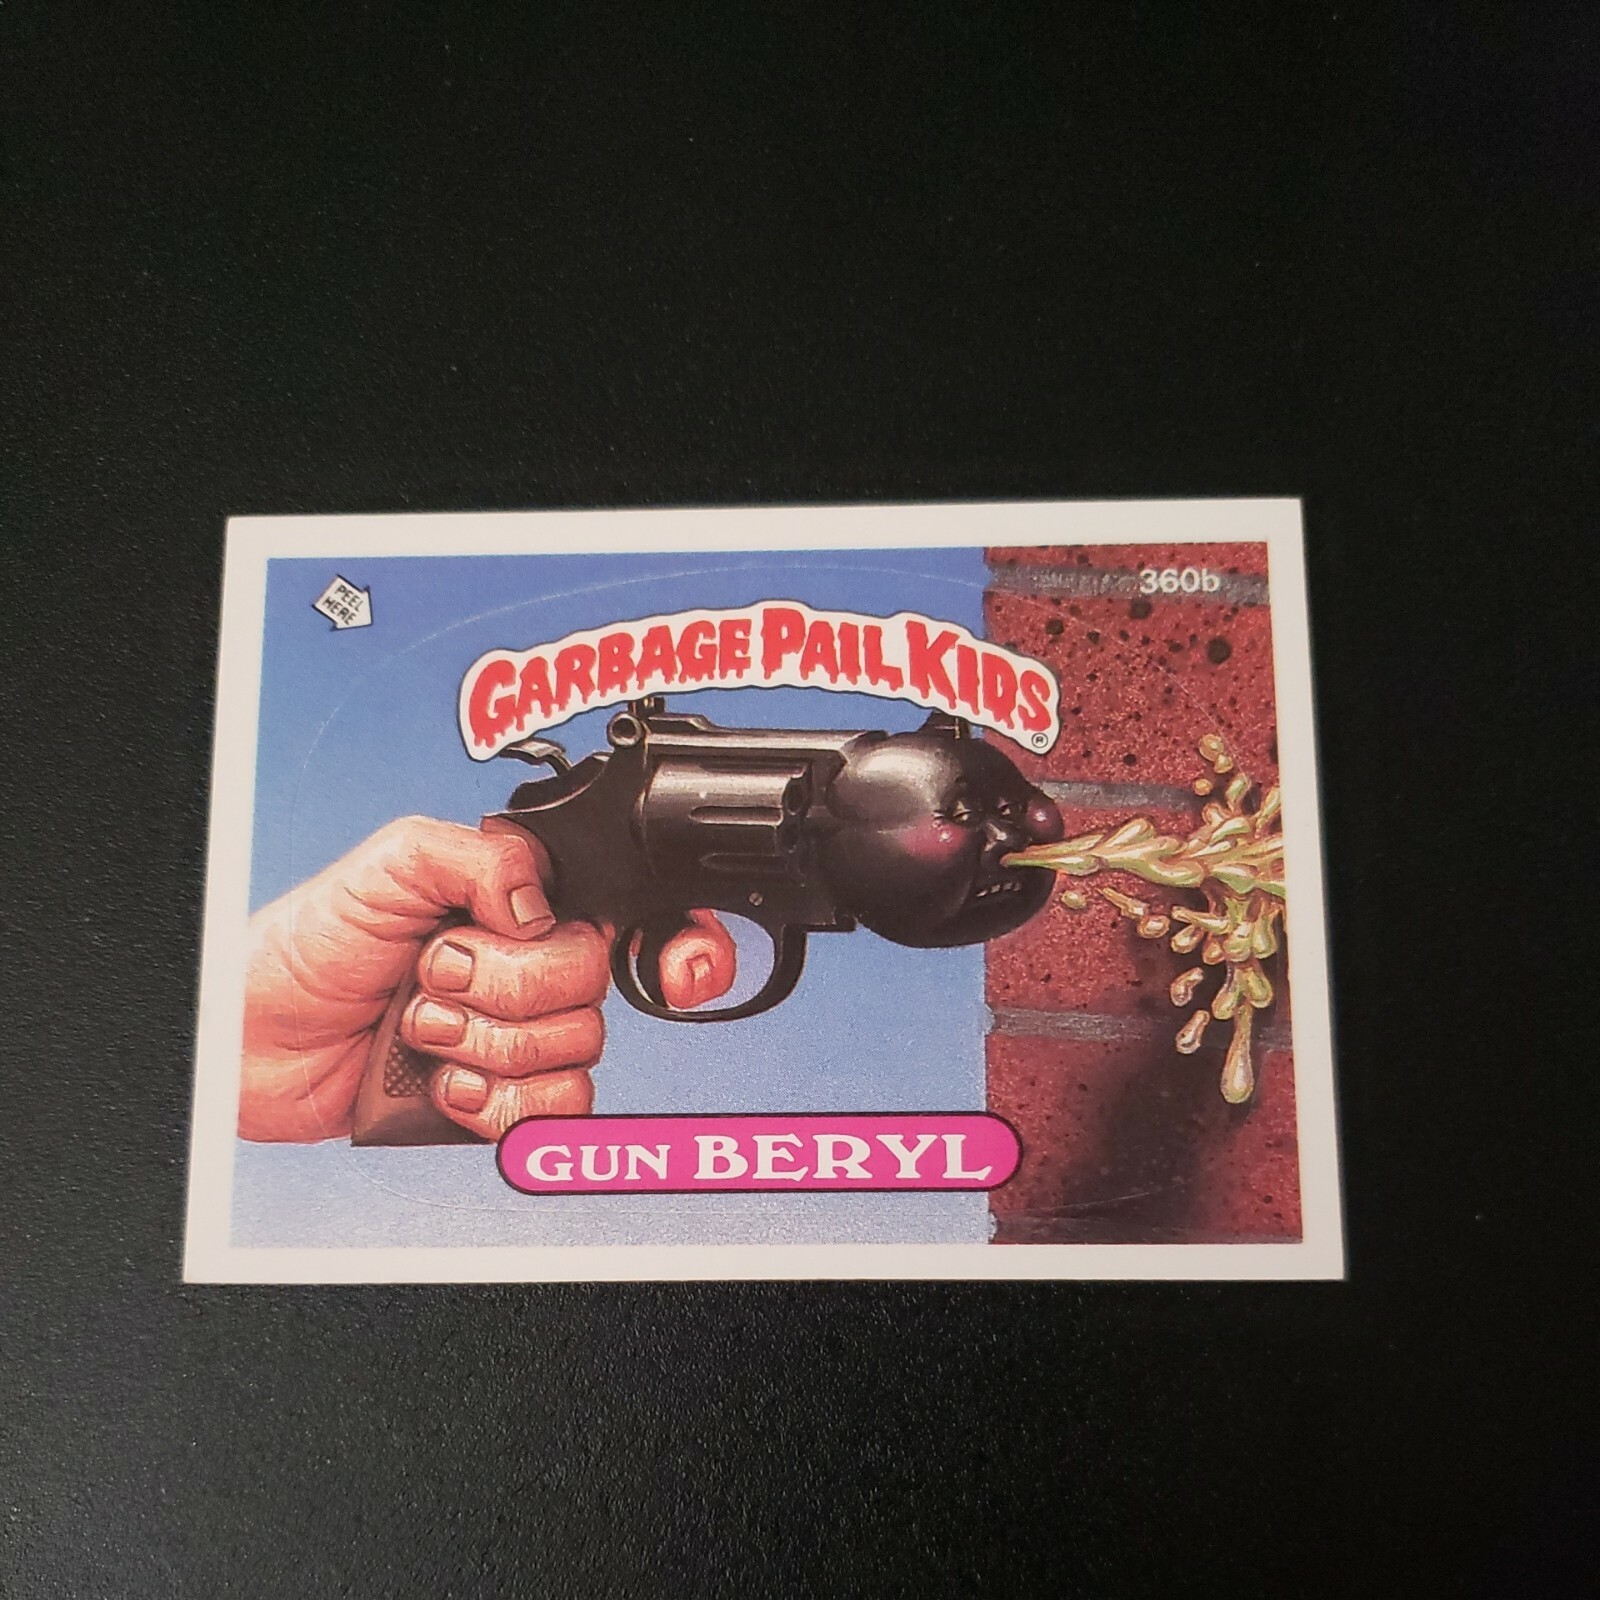 PEEL
HERE
360b
GARBAGE PAIL KIDS
®
GUN BERYL